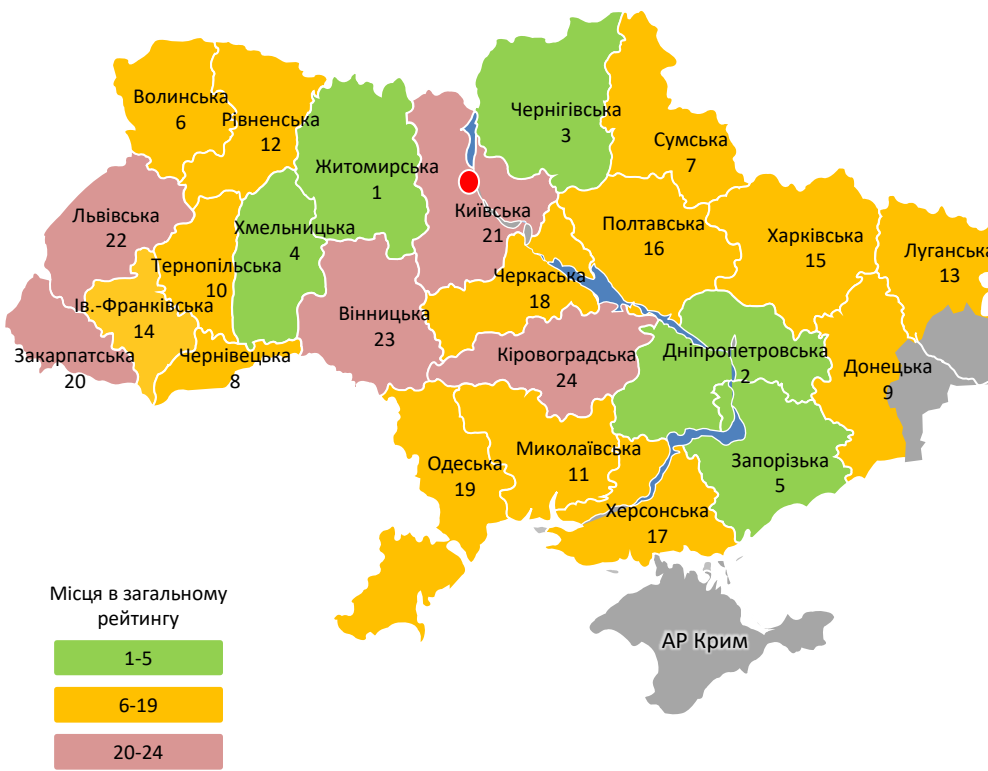 Волинська
6
Рівненська
12
Чернігівська
3
Сумська
7
Житомирська
1
Львівська
22
Київська
21
Хмельницька
4
Полтавська
16
Харківська
15
Луганська
13
Тернопільська
10
Черкаська
18
Ів.-Франківська
14
Вінницька
23
Закарпатська
20
Чернівецька
8
Кіровоградська
24
Дніпропетровська
2
Донецька
9
Одеська
19
Миколаївська
11
Запорізька
5
Херсонська
17
АР Крим
Місця в загальному
рейтингу
1-5
6-19
20-24